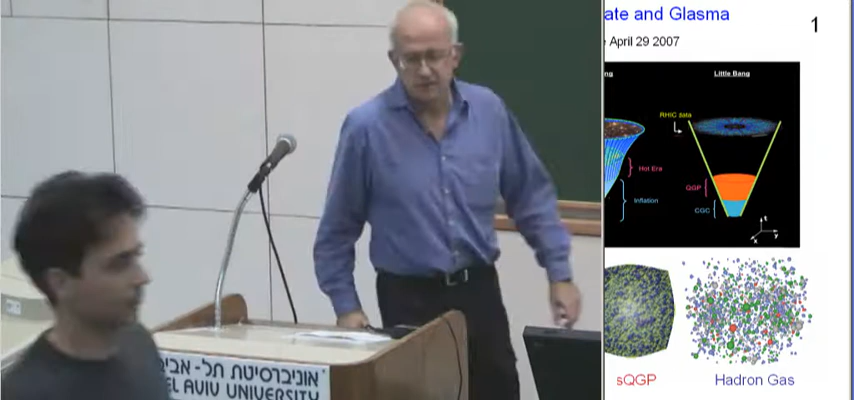 אוניברסיטת תל-אביב
EL AVIV UNIVERSITY
ate and Glasma
1
April 29 2007
ng
Little Bang
RHIC data
Hot Era
QGP
Inflation
CGC
t
x
y
sQGP
Hadron Gas